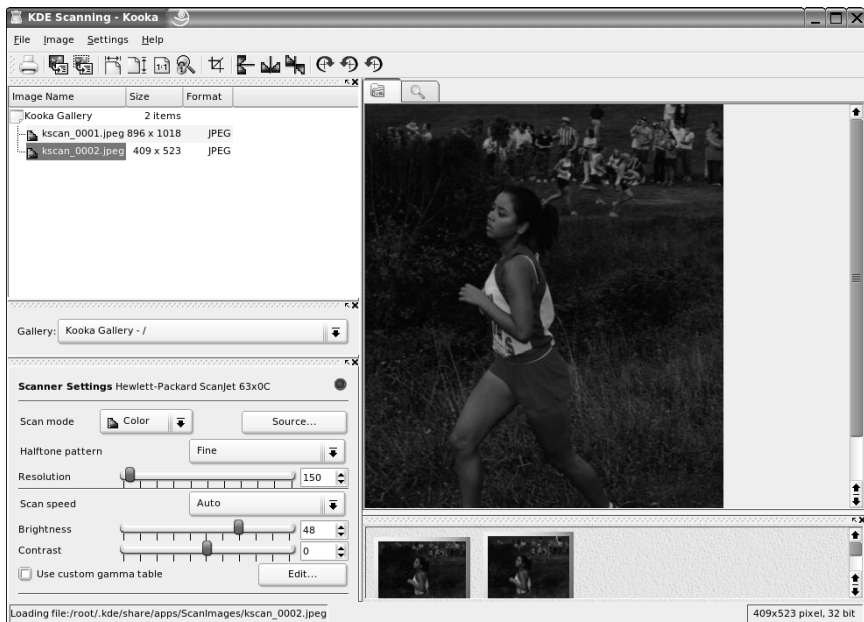 KDE Scanning - Kooka
File Image Settings Help
Image Name Size Format
Kooka Gallery 2 items
kscan_0001.jpeg 896 x 1018 JPEG
kscan_0002.jpeg 409 x 523 JPEG
Gallery: Kooka Gallery - /
Scanner Settings Hewlett-Packard ScanJet 63x0C
Scan mode Color Source...
Halftone pattern Fine
Resolution 150
Scan speed Auto
Brightness 48
Contrast 0
Use custom gamma table Edit...
Loading file:/root/.kde/share/apps/ScanImages/kscan_0002.jpeg
409x523 pixel, 32 bit